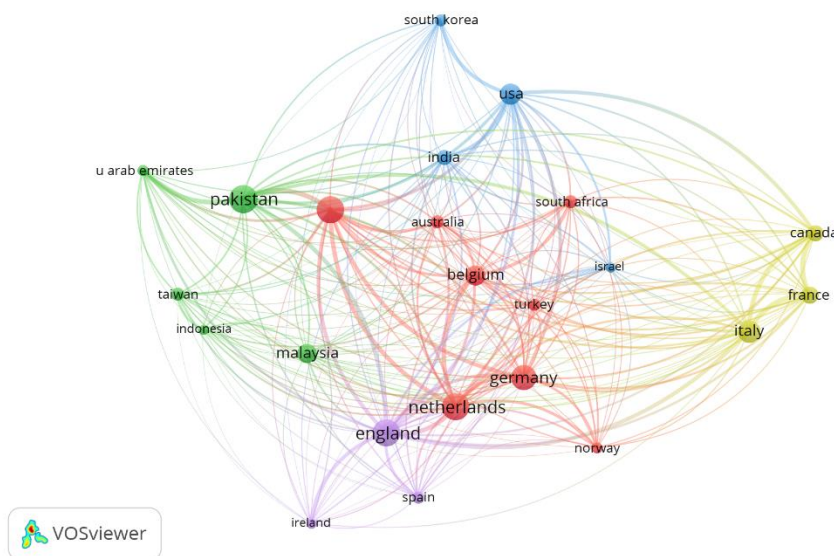 south korea
usa
india
u arab emirates
pakistan
south africa
australia
canada
belgium
israel
taiwan
france
turkey
indonesia
italy
malaysia
germany
netherlands
england
norway
spain
ireland
VOSviewer